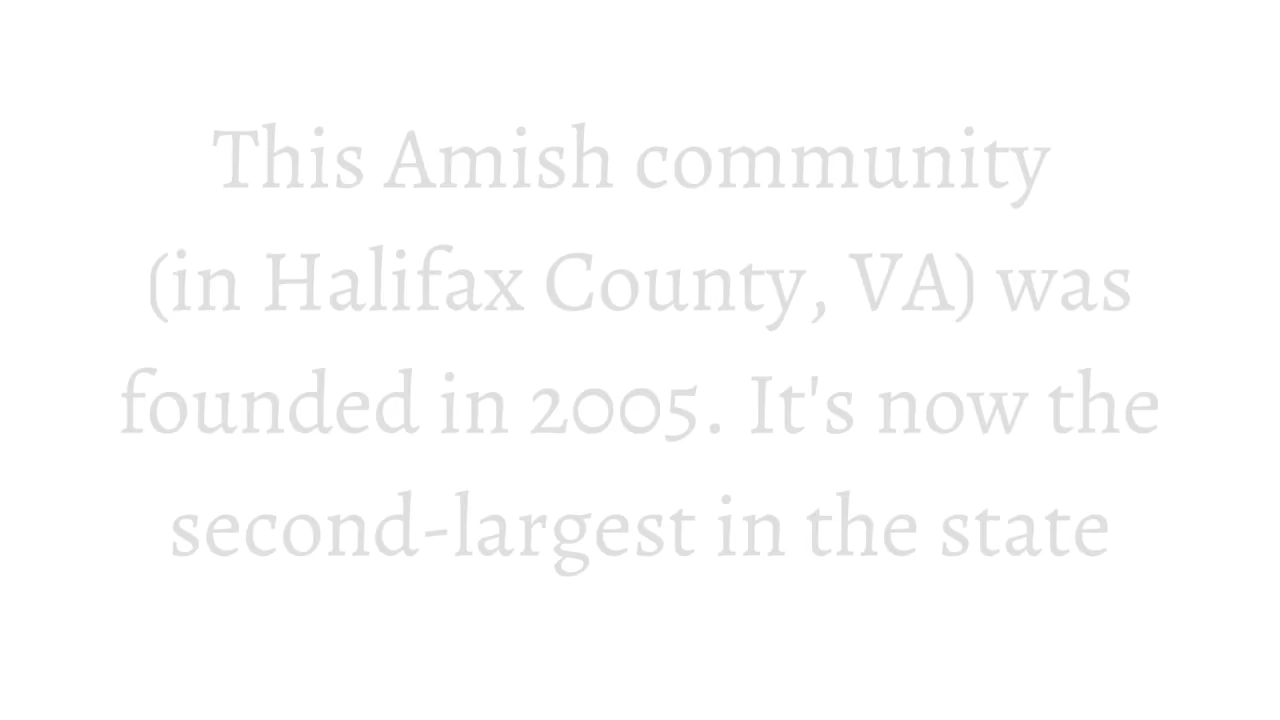 This Amish community
(in Halifax County, VA) was
founded in 2005. It's now the
second-largest in the state